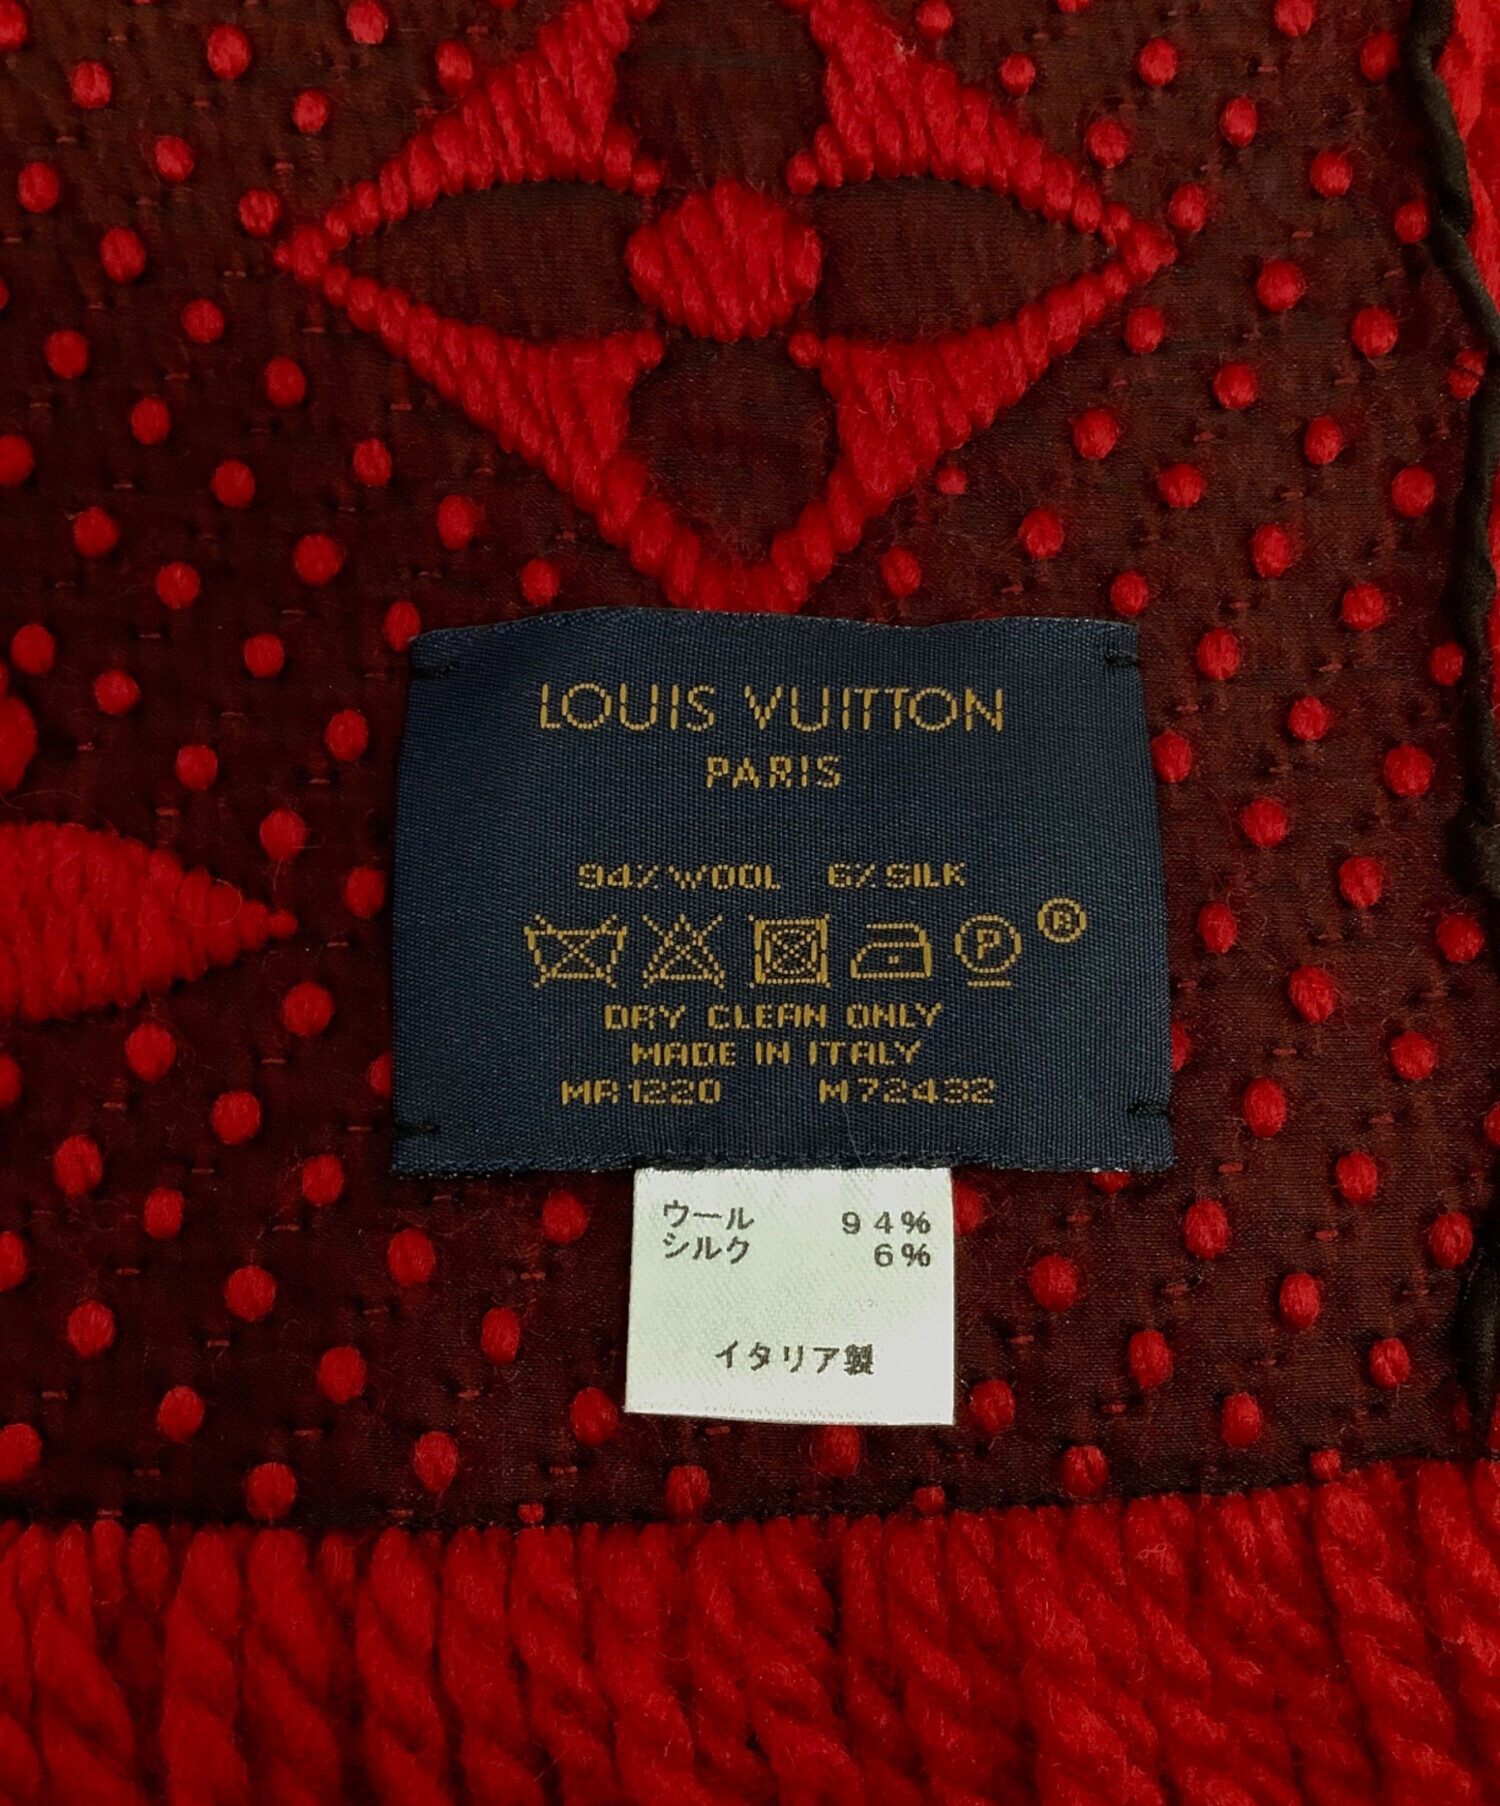 LOUIS VUITTON
PARIS
94% WOOL 6% SILK
P ®
DRY CLEAN ONLY
MADE IN ITALY
MR1220 M72432
ウール 94%
シルク 6%
イタリア製